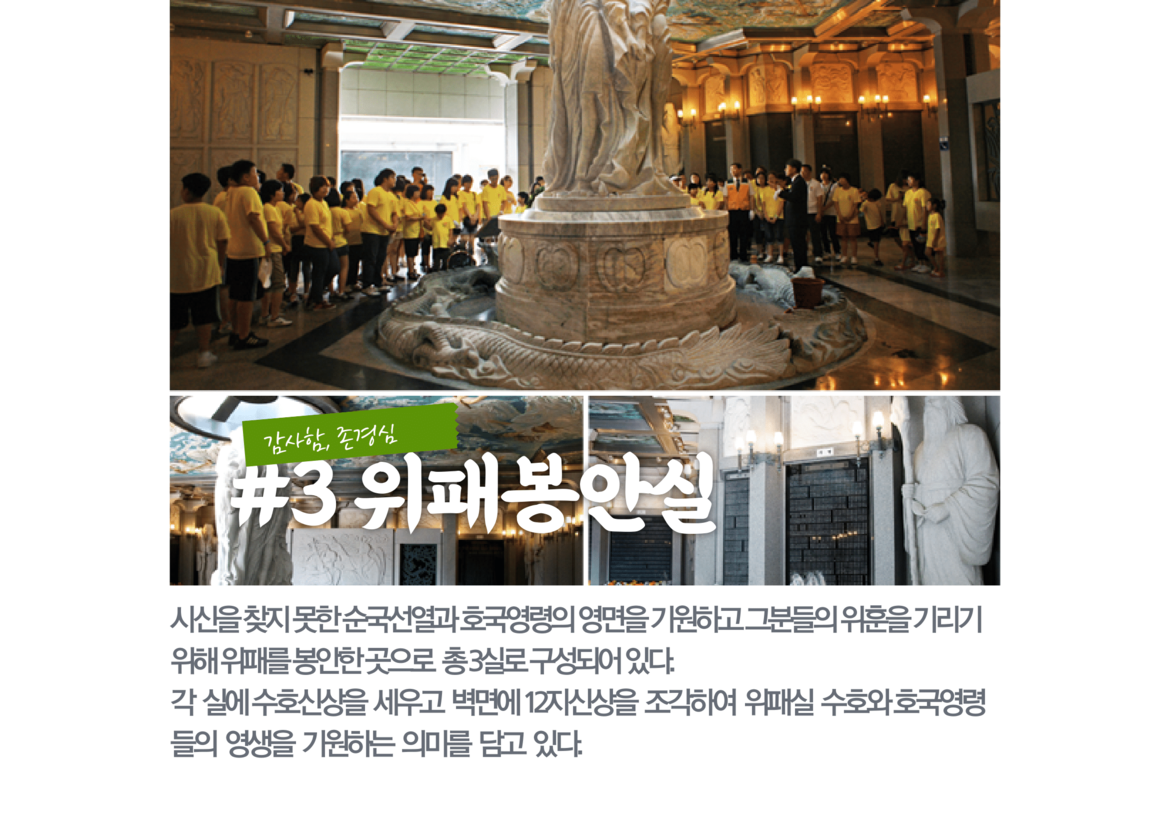 감사함, 존경심
#3 위패봉안실
시신을 찾지 못한 순국선열과 호국영령의 영면을 기원하고 그분들의 위훈을 기리기
위해 위패를 봉안한 곳으로 총 3실로 구성되어 있다.
각 실에 수호신상을 세우고 벽면에 12지신상을 조각하여 위패실 수호와 호국영령
들의 영생을 기원하는 의미를 담고 있다.